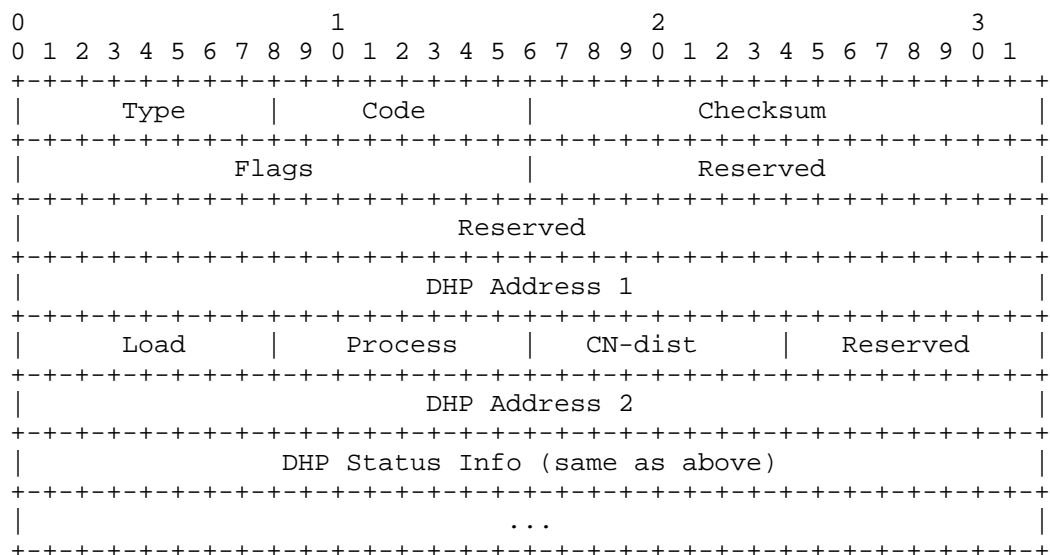 0                   1                   2                   3
0 1 2 3 4 5 6 7 8 9 0 1 2 3 4 5 6 7 8 9 0 1 2 3 4 5 6 7 8 9 0 1
+-+-+-+-+-+-+-+-+-+-+-+-+-+-+-+-+-+-+-+-+-+-+-+-+-+-+-+-+-+-+-+-+
|      Type     |     Code      |          Checksum             |
+-+-+-+-+-+-+-+-+-+-+-+-+-+-+-+-+-+-+-+-+-+-+-+-+-+-+-+-+-+-+-+-+
|             Flags             |          Reserved             |
+-+-+-+-+-+-+-+-+-+-+-+-+-+-+-+-+-+-+-+-+-+-+-+-+-+-+-+-+-+-+-+-+
|                           Reserved                            |
+-+-+-+-+-+-+-+-+-+-+-+-+-+-+-+-+-+-+-+-+-+-+-+-+-+-+-+-+-+-+-+-+
|                         DHP Address 1                         |
+-+-+-+-+-+-+-+-+-+-+-+-+-+-+-+-+-+-+-+-+-+-+-+-+-+-+-+-+-+-+-+-+
|      Load     |    Process    |   CN-dist     |   Reserved    |
+-+-+-+-+-+-+-+-+-+-+-+-+-+-+-+-+-+-+-+-+-+-+-+-+-+-+-+-+-+-+-+-+
|                         DHP Address 2                         |
+-+-+-+-+-+-+-+-+-+-+-+-+-+-+-+-+-+-+-+-+-+-+-+-+-+-+-+-+-+-+-+-+
|                DHP Status Info (same as above)                |
+-+-+-+-+-+-+-+-+-+-+-+-+-+-+-+-+-+-+-+-+-+-+-+-+-+-+-+-+-+-+-+-+
|                              ...                              |
+-+-+-+-+-+-+-+-+-+-+-+-+-+-+-+-+-+-+-+-+-+-+-+-+-+-+-+-+-+-+-+-+